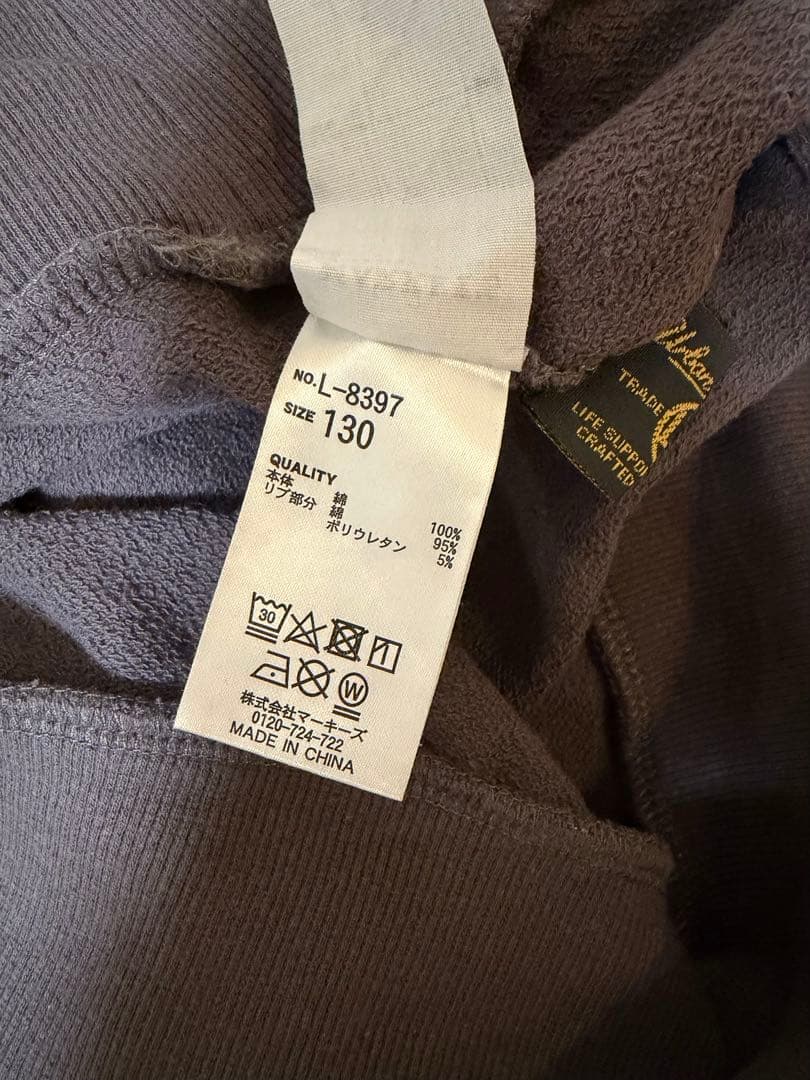 NO.L-8397
SIZE 130
QUALITY
本体 綿 100%
リブ部分 綿 95%
ポリウレタン 5%
30
W
株式会社マーキーズ
0120-724-722
MADE IN CHINA
TRADE
LIFE SUPPO
CRAFTED